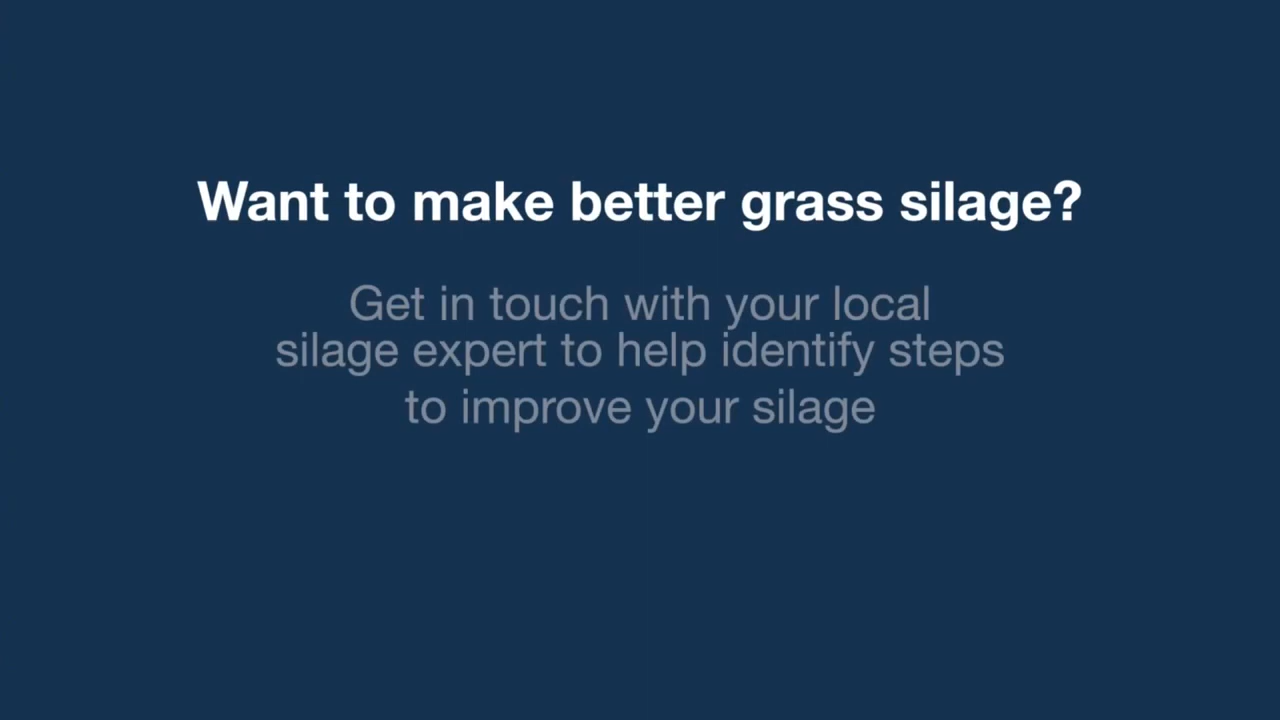 Want to make better grass silage?
Get in touch with your local
silage expert to help identify steps
to improve your silage